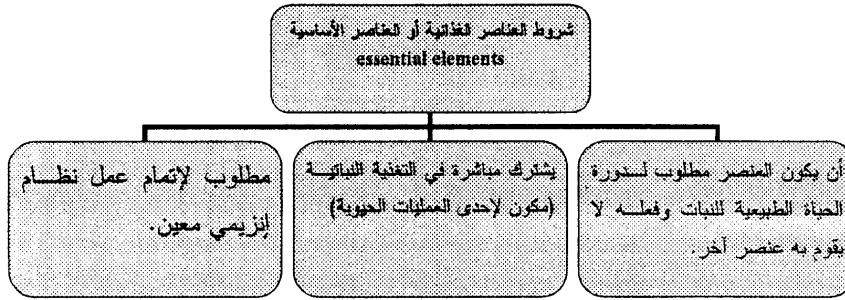 شروط العناصر الغذائية أو العناصر الأساسية
essential elements
أن يكون العنصر مطلوب لدورة
الحياة الطبيعية للنبات وفعله لا
يقوم به عنصر آخر.
يشترك مباشرة في التغذية النباتية
(مكون لإحدى العمليات الحيوية)
مطلوب لإتمام عمل نظام
إنزيمي معين.